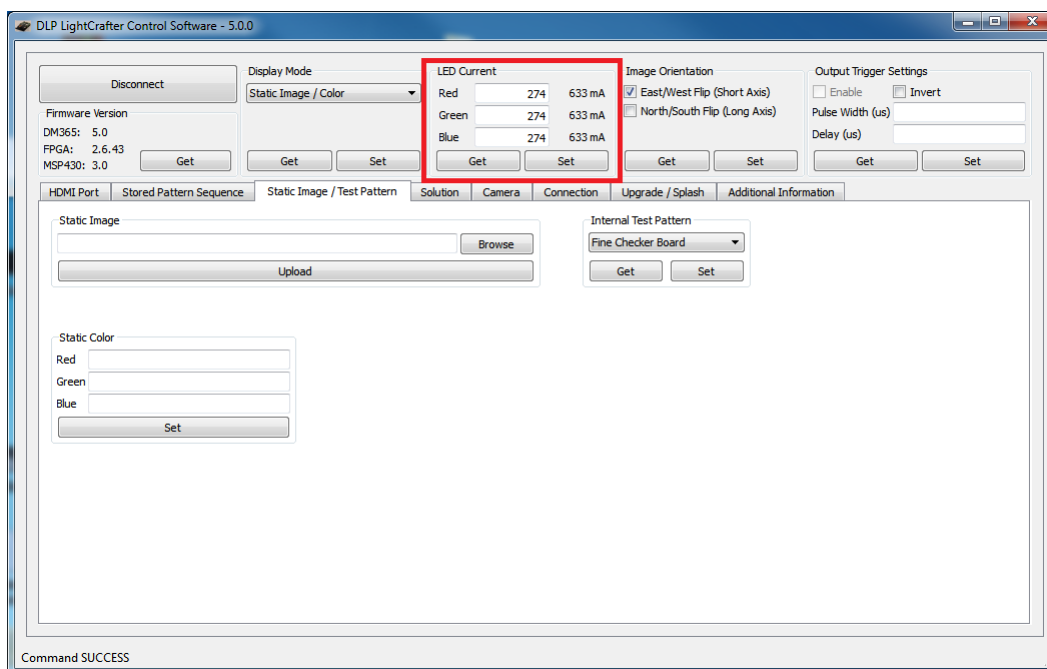 DLP LightCrafter Control Software - 5.0.0
Disconnect
Firmware Version
DM365: 5.0
FPGA: 2.6.43
MSP430: 3.0
Get
Display Mode
Static Image / Color
Get Set
LED Current
Red 274 633 mA
Green 274 633 mA
Blue 274 633 mA
Get Set
Image Orientation
East/West Flip (Short Axis)
North/South Flip (Long Axis)
Get Set
Output Trigger Settings
Enable Invert
Pulse Width (us)
Delay (us)
Get Set
HDMI Port Stored Pattern Sequence Static Image / Test Pattern Solution Camera Connection Upgrade / Splash Additional Information
Static Image
Browse
Upload
Internal Test Pattern
Fine Checker Board
Get Set
Static Color
Red
Green
Blue
Set
Command SUCCESS